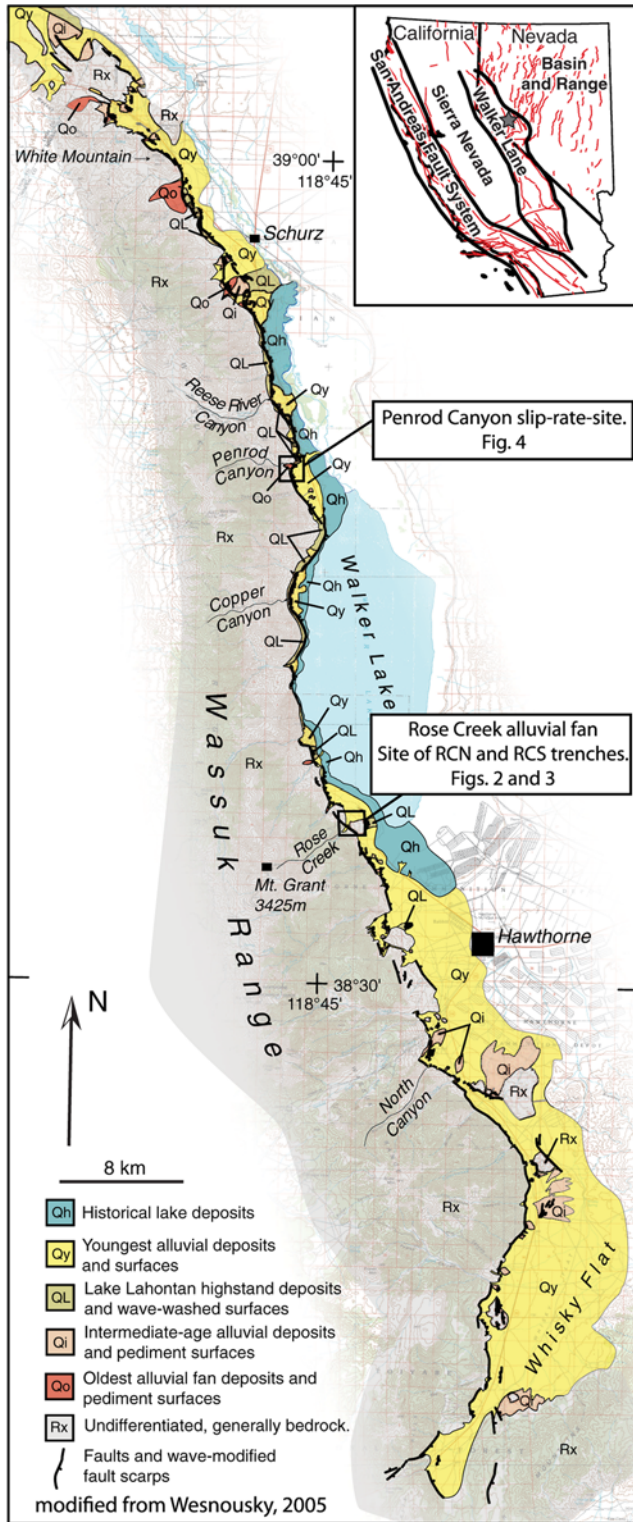 California
Nevada
Basin
and Range
San Andreas Fault System
Sierra Nevada
Walker Lane
Qy
Qi
Rx
Rx
Qo
White Mountain
Qy
39°00'
118°45'
Qo
QL
Schurz
Qy
Rx
QL
Qo
Qy
Qi
Qh
QL
Reese River
Canyon
Qy
QL
Qh
Penrod Canyon slip-rate-site.
Fig. 4
Penrod
Canyon
Qy
Qo
Qh
Rx
QL
Walker Lake
Copper
Canyon
Qh
Qy
QL
Wassuk Range
Qy
QL
Qh
Rx
Rose Creek alluvial fan
Site of RCN and RCS trenches.
Figs. 2 and 3
QL
Rose
Creek
Qh
Mt. Grant
3425m
QL
Hawthorne
Qy
38°30'
118°45'
N
Qi
Qi
Rx
North
Canyon
8 km
Rx
Qi
Rx
Qy
Whisky Flat
Qi
Rx
Qh Historical lake deposits
Qy Youngest alluvial deposits
and surfaces
QL Lake Lahontan highstand deposits
and wave-washed surfaces
Qi Intermediate-age alluvial deposits
and pediment surfaces
Qo Oldest alluvial fan deposits and
pediment surfaces
Rx Undifferentiated, generally bedrock.
Faults and wave-modified
fault scarps
modified from Wesnousky, 2005